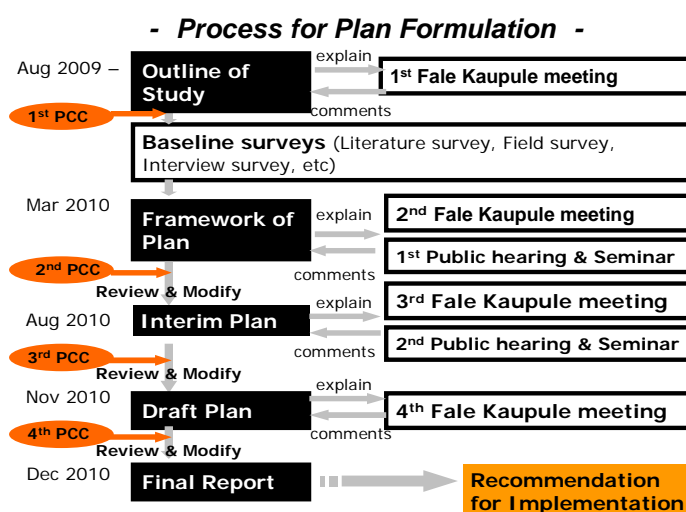 - Process for Plan Formulation -
Aug 2009 –
Outline of
Study
explain
1st Fale Kaupule meeting
comments
1st PCC
Baseline surveys (Literature survey, Field survey,
Interview survey, etc)
Mar 2010
Framework of
Plan
explain
2nd Fale Kaupule meeting
1st Public hearing & Seminar
comments
2nd PCC
Review & Modify
Aug 2010
Interim Plan
explain
3rd Fale Kaupule meeting
2nd Public hearing & Seminar
comments
3rd PCC
Review & Modify
Nov 2010
Draft Plan
explain
4th Fale Kaupule meeting
comments
4th PCC
Review & Modify
Dec 2010
Final Report
Recommendation
for Implementation